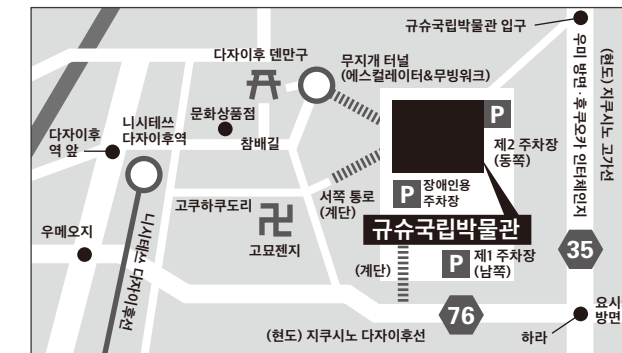 규슈국립박물관 입구
다자이후 덴만구
무지개 터널
(에스컬레이터&무빙워크)
(현도) 지쿠시노 고가선
우미 방면·후쿠오카 인터체인지
문화상품점
니시테쓰
다자이후역
다자이후
역 앞
참배길
P
제2 주차장
(동쪽)
P
장애인용
주차장
서쪽 통로
(계단)
고쿠하쿠도리
卍
고묘젠지
규슈국립박물관
우메오지
니시테쓰 다자이후선
(계단)
P
제1 주차장
(남쪽)
35
76
요시
방면
(현도) 지쿠시노 다자이후선
하라